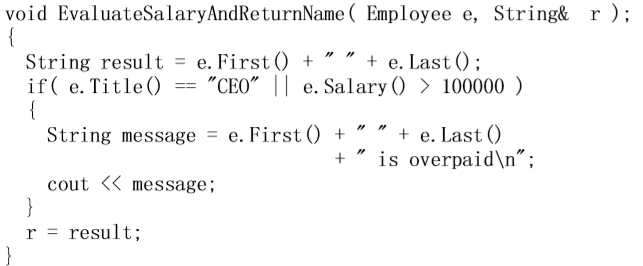 void EvaluateSalaryAndReturnName( Employee e, String& r );
{
String result = e.First() + " " + e.Last();
if( e.Title() == "CEO" || e.Salary() > 100000 )
{
String message = e.First() + " " + e.Last()
+ " is overpaid\n";
cout << message;
}
r = result;
}